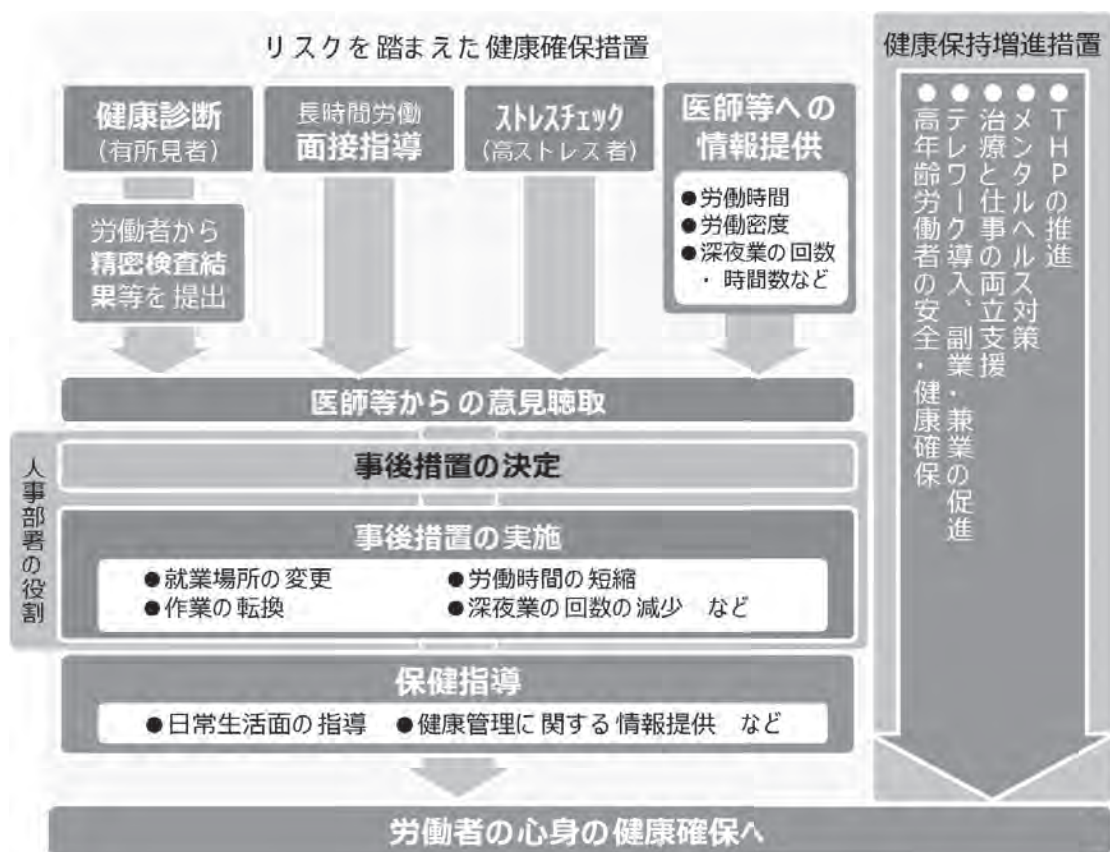 リスクを踏まえた健康確保措置
健康診断
(有所見者)
労働者から
精密検査結
果等を提出
長時間労働
面接指導
ストレスチェック
(高ストレス者)
医師等への
情報提供
●労働時間
●労働密度
●深夜業の回数
・時間数など
医師等からの意見聴取
人事部署の役割
事後措置の決定
事後措置の実施
●就業場所の変更
●労働時間の短縮
●作業の転換
●深夜業の回数の減少 など
保健指導
●日常生活面の指導 ●健康管理に関する情報提供 など
健康保持増進措置
●THPの推進
●メンタルヘルス対策
●治療と仕事の両立支援
●テレワーク導入、副業・兼業の促進
●高年齢労働者の安全・健康確保
労働者の心身の健康確保へ